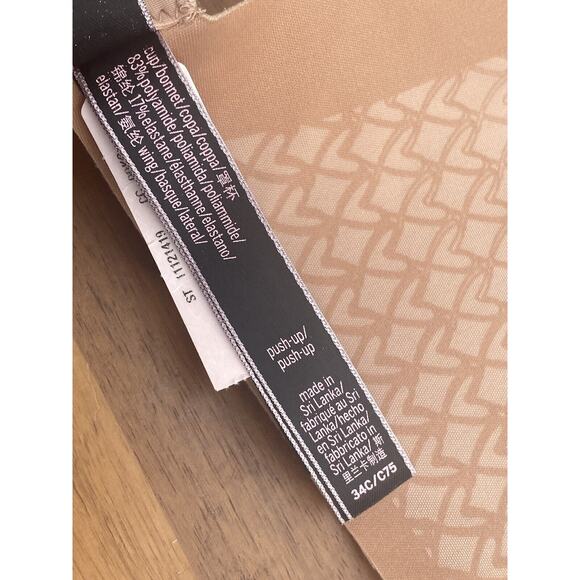 cup/bonnet/copa/coppa/罩杯
83% polyamide/poliamida/poliammide/
锦纶 17% elastane/élasthanne/elastano/
elastan/氨纶 wing/basque/lateral/
ST 11121419
push-up/
push-up
made in
Sri Lanka/
fabriqué au Sri
Lanka/hecho
en Sri Lanka/
fabbricato in
Sri Lanka/ 斯
里兰卡制造
34C/C75